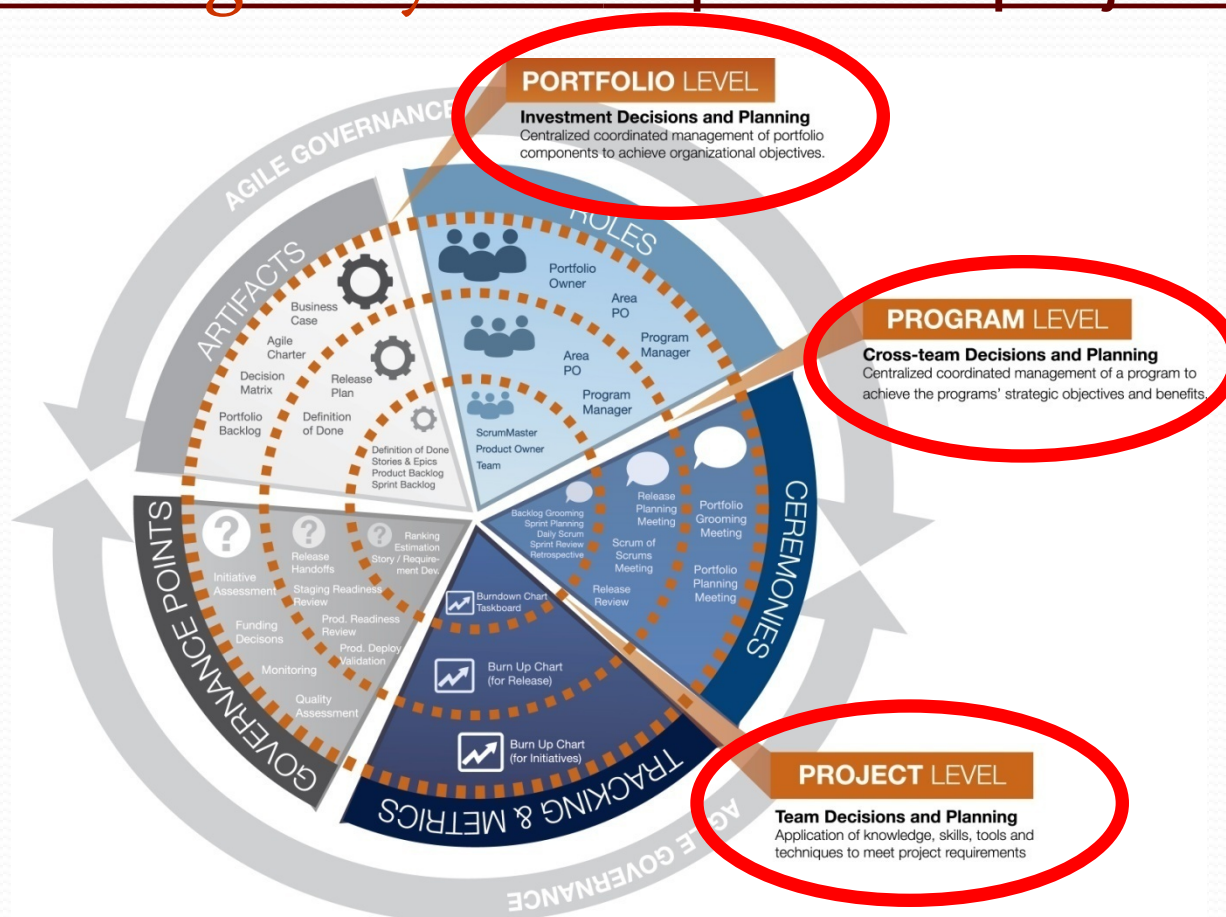 PORTFOLIO LEVEL
Investment Decisions and Planning
Centralized coordinated management of portfolio
components to achieve organizational objectives.
AGILE GOVERNANCE
ARTIFACTS
Business
Case
Agile
Charter
Decision
Matrix
Release
Plan
Portfolio
Backlog
Definition
of Done
Definition of Done
Stories & Epics
Product Backlog
Sprint Backlog
ROLES
Portfolio
Owner
Area
PO
Program
Manager
Area
PO
Program
Manager
ScrumMaster
Product Owner
Team
PROGRAM LEVEL
Cross-team Decisions and Planning
Centralized coordinated management of a program to
achieve the programs' strategic objectives and benefits.
CEREMONIES
Backlog Grooming
Sprint Planning
Daily Scrum
Sprint Review
Retrospective
Release
Planning
Meeting
Scrum of
Scrums
Meeting
Release
Review
Portfolio
Grooming
Meeting
Portfolio
Planning
Meeting
GOVERNANCE POINTS
?
?
?
Initiative
Assessment
Funding
Decisons
Monitoring
Quality
Assessment
Release
Handoffs
Staging Readiness
Review
Prod. Readiness
Review
Prod. Deploy
Validation
Ranking
Estimation
Story / Require-
ment Dev.
TRACKING & METRICS
Burndown Chart
Taskboard
Burn Up Chart
(for Release)
Burn Up Chart
(for Initiatives)
PROJECT LEVEL
Team Decisions and Planning
Application of knowledge, skills, tools and
techniques to meet project requirements
AGILE GOVERNANCE